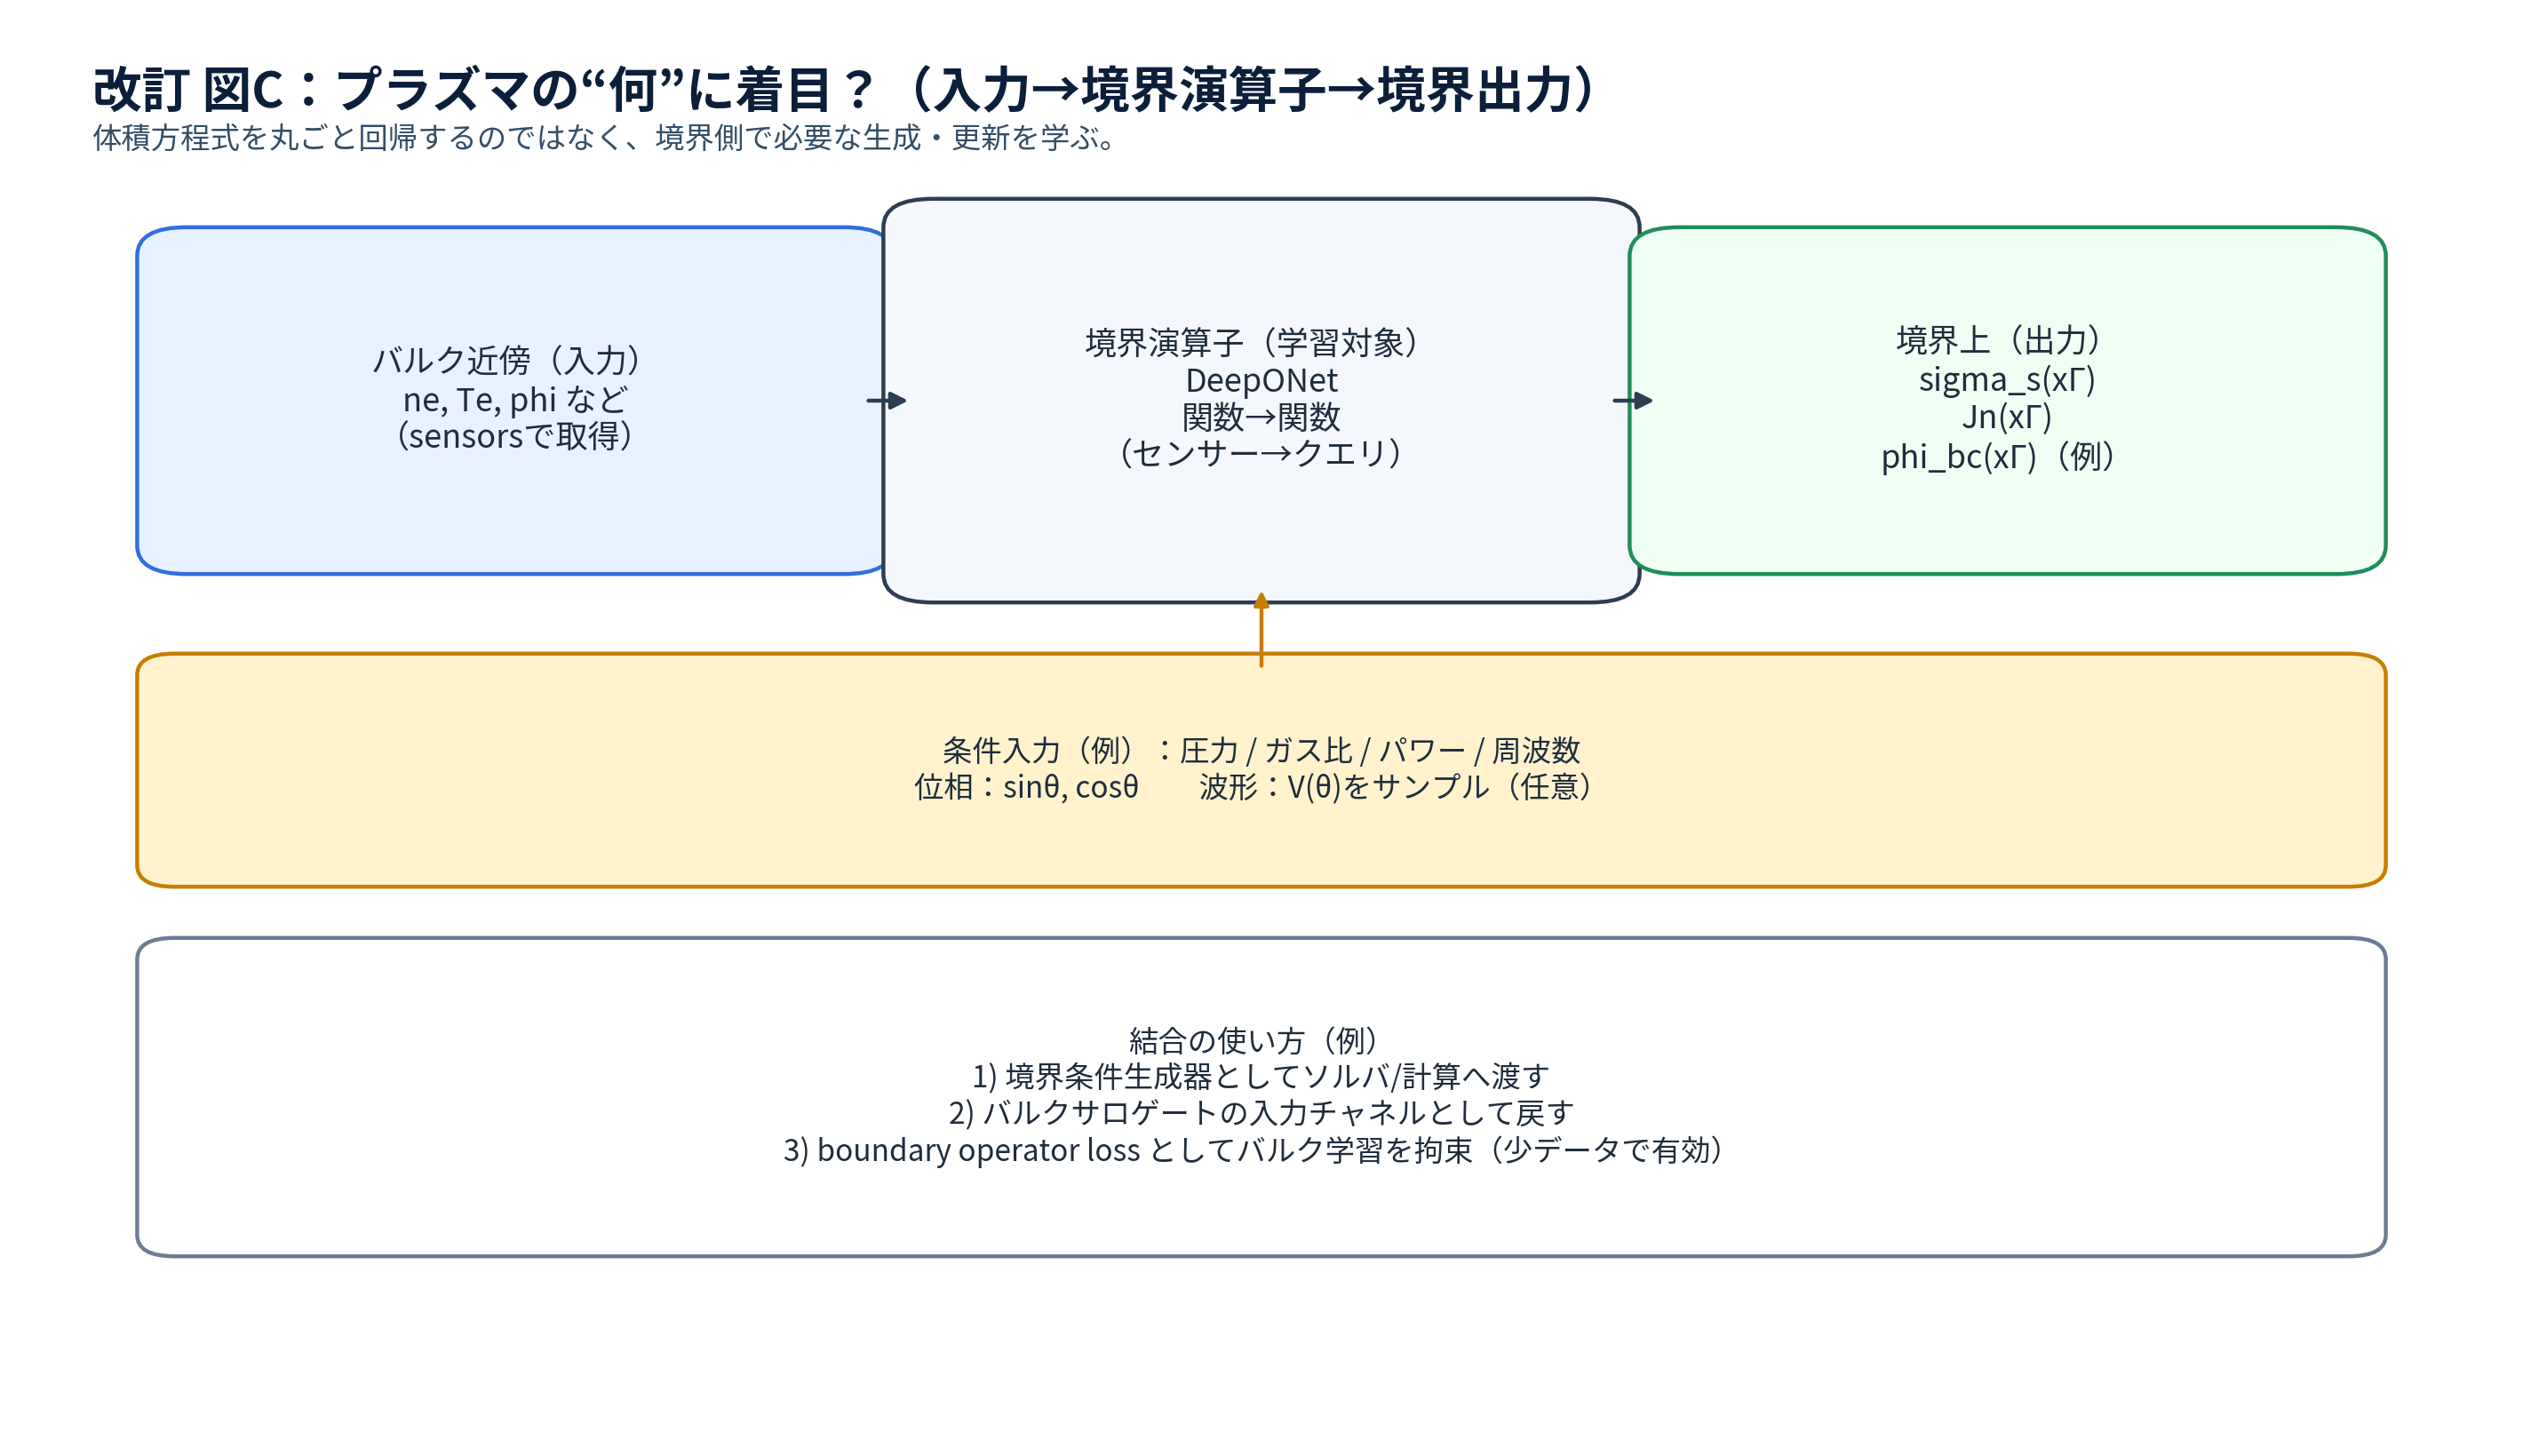 改訂 図C：プラズマの“何”に着目？（入力→境界演算子→境界出力）
体積方程式を丸ごと回帰するのではなく、境界側で必要な生成・更新を学ぶ。
バルク近傍（入力）
ne, Te, phi など
（sensorsで取得）
境界演算子（学習対象）
DeepONet
関数→関数
（センサー→クエリ）
境界上（出力）
sigma_s(xΓ)
Jn(xΓ)
phi_bc(xΓ)（例）
条件入力（例）：圧力 / ガス比 / パワー / 周波数
位相：sinθ, cosθ　　波形：V(θ)をサンプル（任意）
結合の使い方（例）
1) 境界条件生成器としてソルバ/計算へ渡す
2) バルクサロゲートの入力チャネルとして戻す
3) boundary operator loss としてバルク学習を拘束（少データで有効）